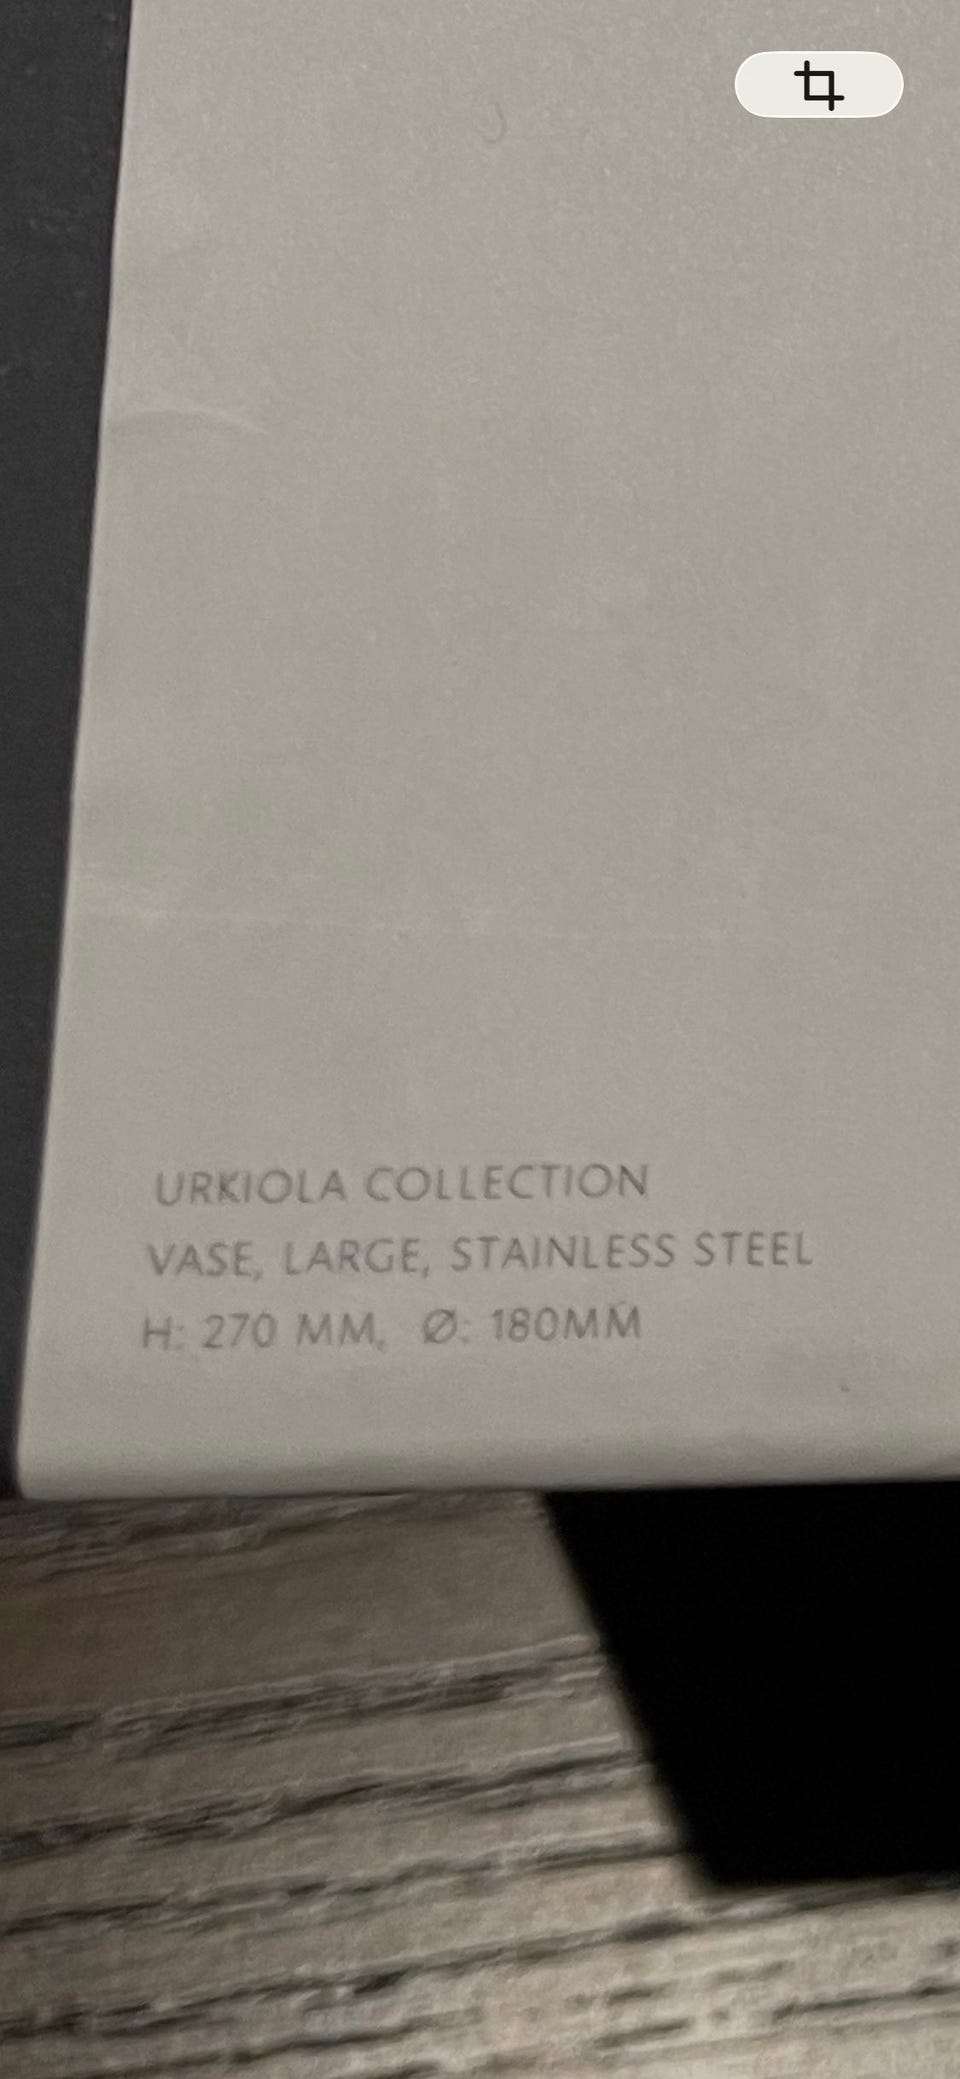 URKIOLA COLLECTION
VASE, LARGE, STAINLESS STEEL
H: 270 MM, Ø: 180MM